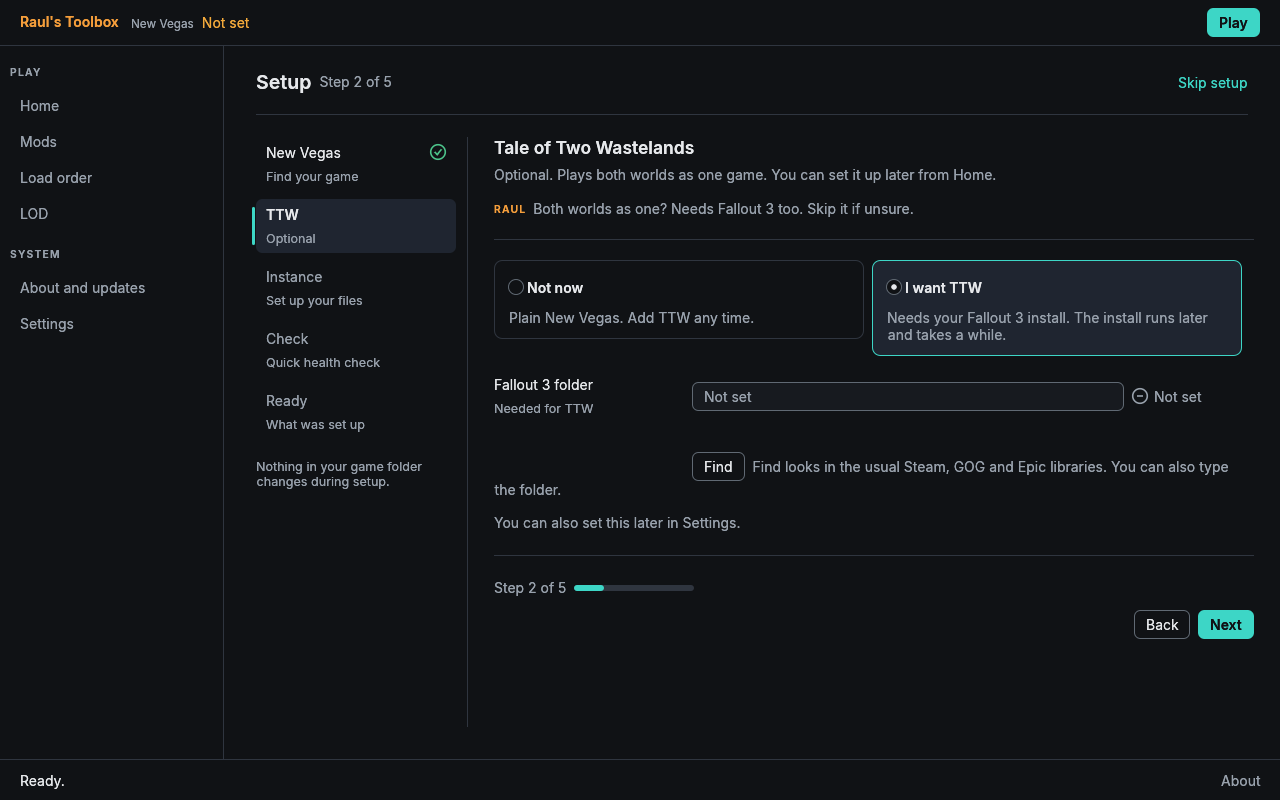 Raul's Toolbox New Vegas Not set
Play
PLAY
Home
Mods
Load order
LOD
SYSTEM
About and updates
Settings
Setup Step 2 of 5
Skip setup
New Vegas
Find your game
TTW
Optional
Instance
Set up your files
Check
Quick health check
Ready
What was set up
Nothing in your game folder
changes during setup.
Tale of Two Wastelands
Optional. Plays both worlds as one game. You can set it up later from Home.
RAUL Both worlds as one? Needs Fallout 3 too. Skip it if unsure.
Not now
Plain New Vegas. Add TTW any time.
I want TTW
Needs your Fallout 3 install. The install runs later
and takes a while.
Fallout 3 folder
Needed for TTW
Not set
Not set
Find Find looks in the usual Steam, GOG and Epic libraries. You can also type
the folder.
You can also set this later in Settings.
Step 2 of 5
Back
Next
Ready.
About